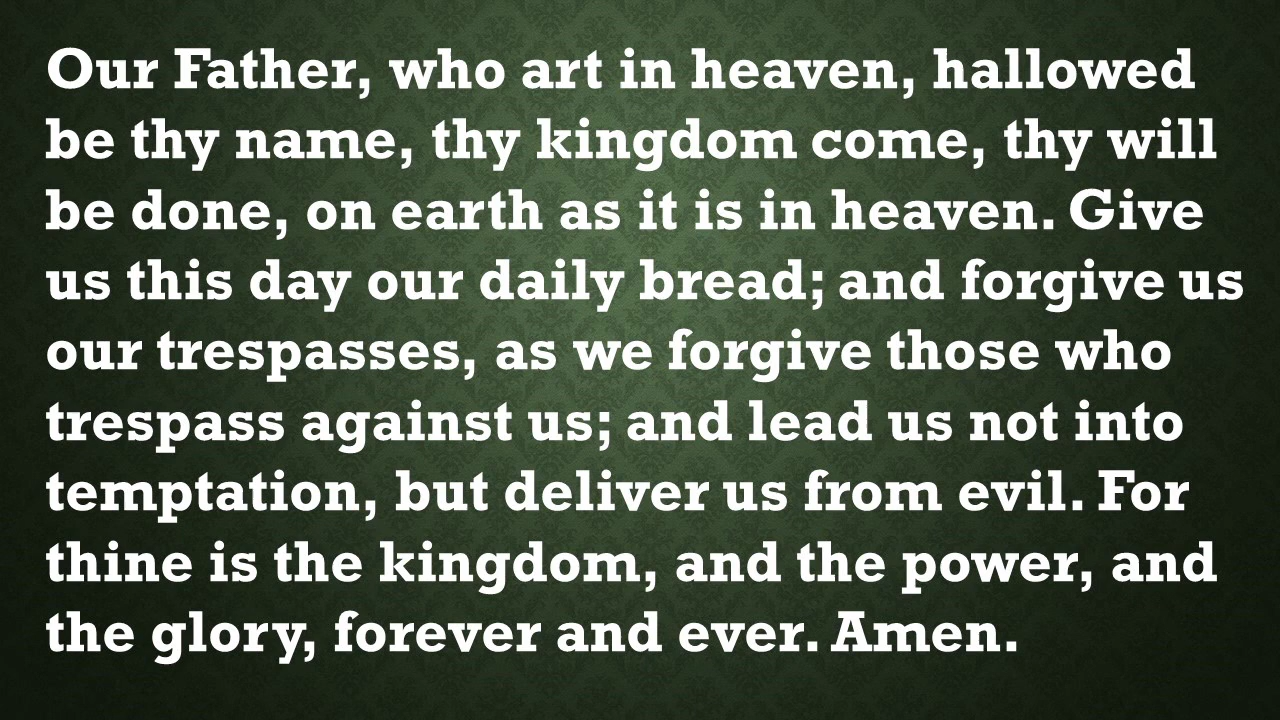 Our Father, who art in heaven, hallowed
be thy name, thy kingdom come, thy will
be done, on earth as it is in heaven. Give
us this day our daily bread; and forgive us
our trespasses, as we forgive those who
trespass against us; and lead us not into
temptation, but deliver us from evil. For
thine is the kingdom, and the power, and
the glory, forever and ever. Amen.